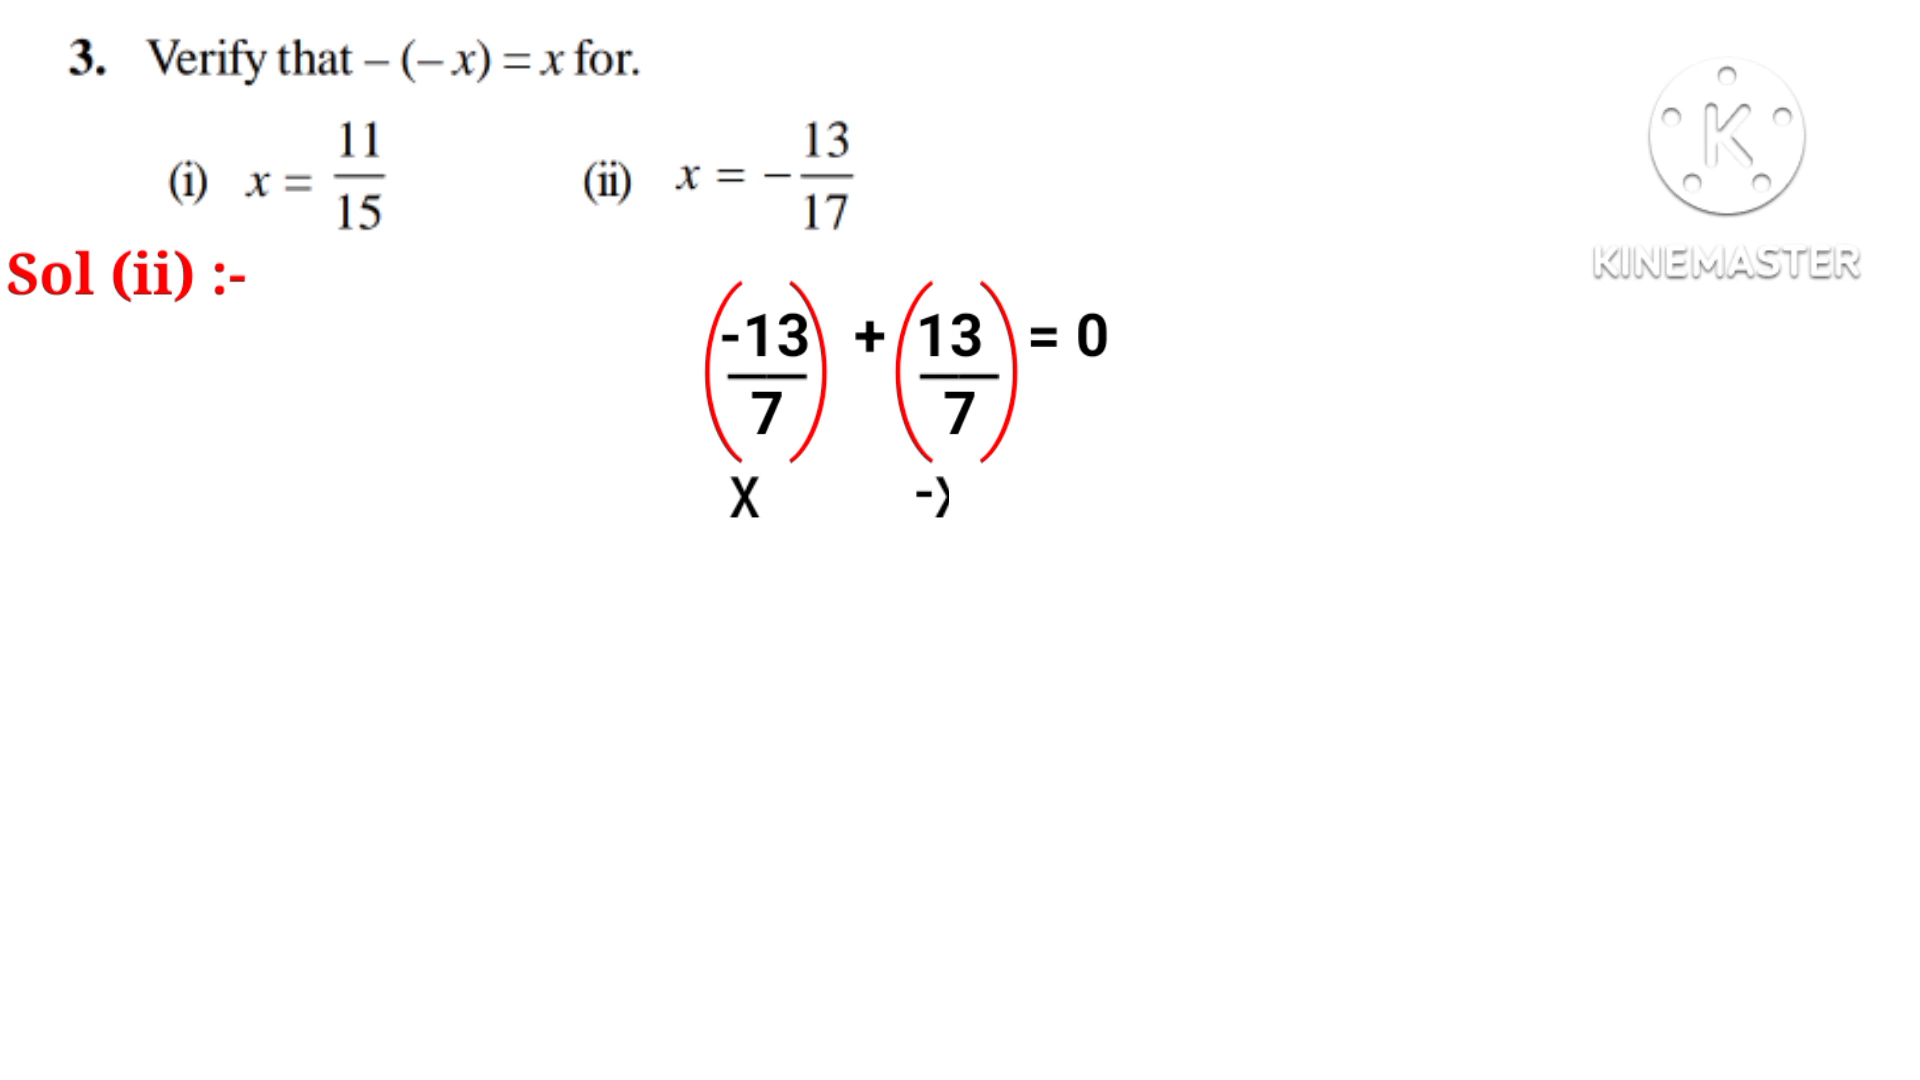 3. Verify that – (– x) = x for.
(i) x = 11/15 (ii) x = – 13/17
Sol (ii) :-
(-13/7) + (13/7) = 0
X -X
KINEMASTER